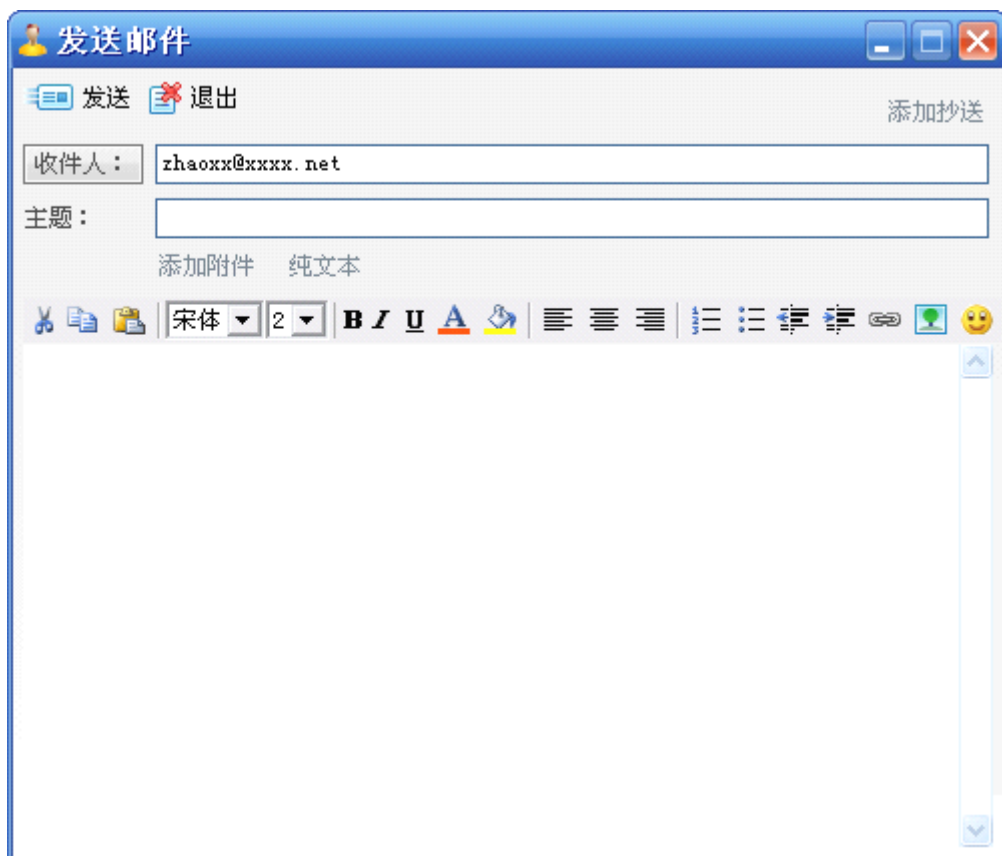 发送邮件
发送 退出
添加抄送
收件人：
zhaoxx@xxxx.net
主题：
添加附件 纯文本
宋体 2 B I U A